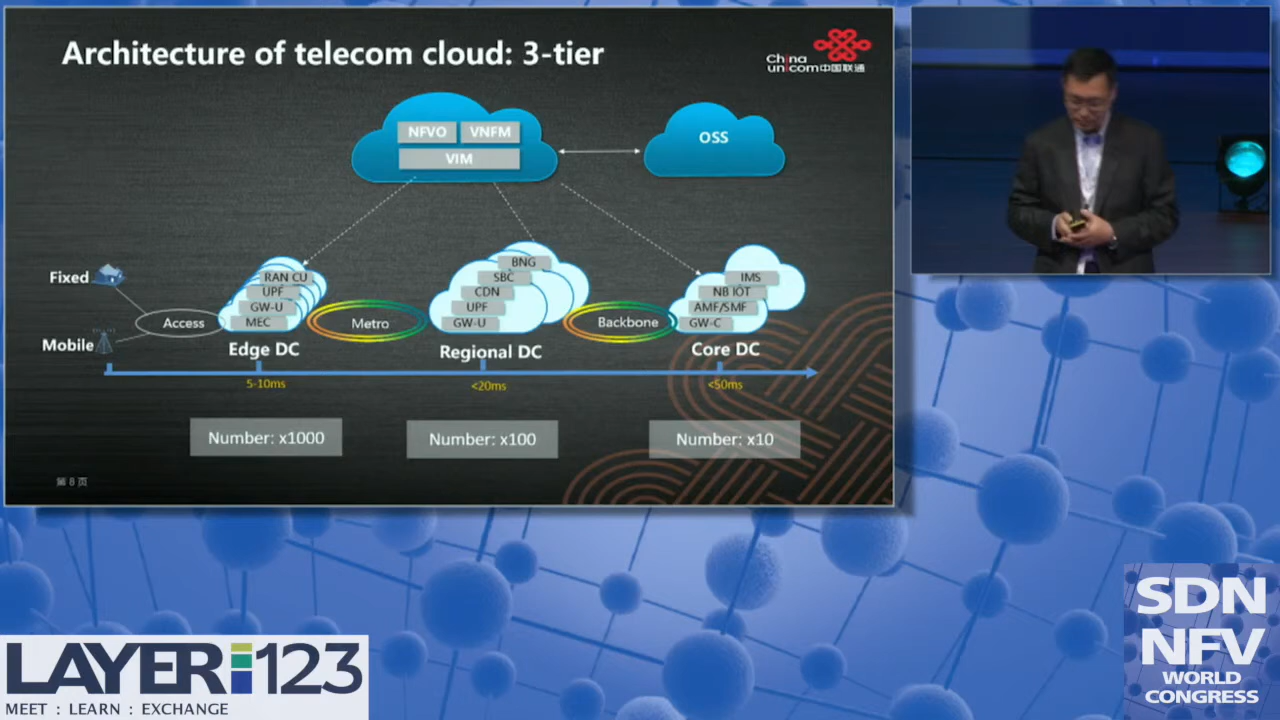 Architecture of telecom cloud: 3-tier
China
unicom中国联通
NFVO
VNFM
VIM
OSS
Fixed
Mobile
Access
RAN CU
UPF
GW-U
MEC
Edge DC
Metro
BNG
SBC
CDN
UPF
GW-U
Regional DC
Backbone
IMS
NB IOT
AMF/SMF
GW-C
Core DC
5-10ms
<20ms
<50ms
Number: x1000
Number: x100
Number: x10
第 8 页
LAYER123
MEET : LEARN : EXCHANGE
SDN
NFV
WORLD
CONGRESS